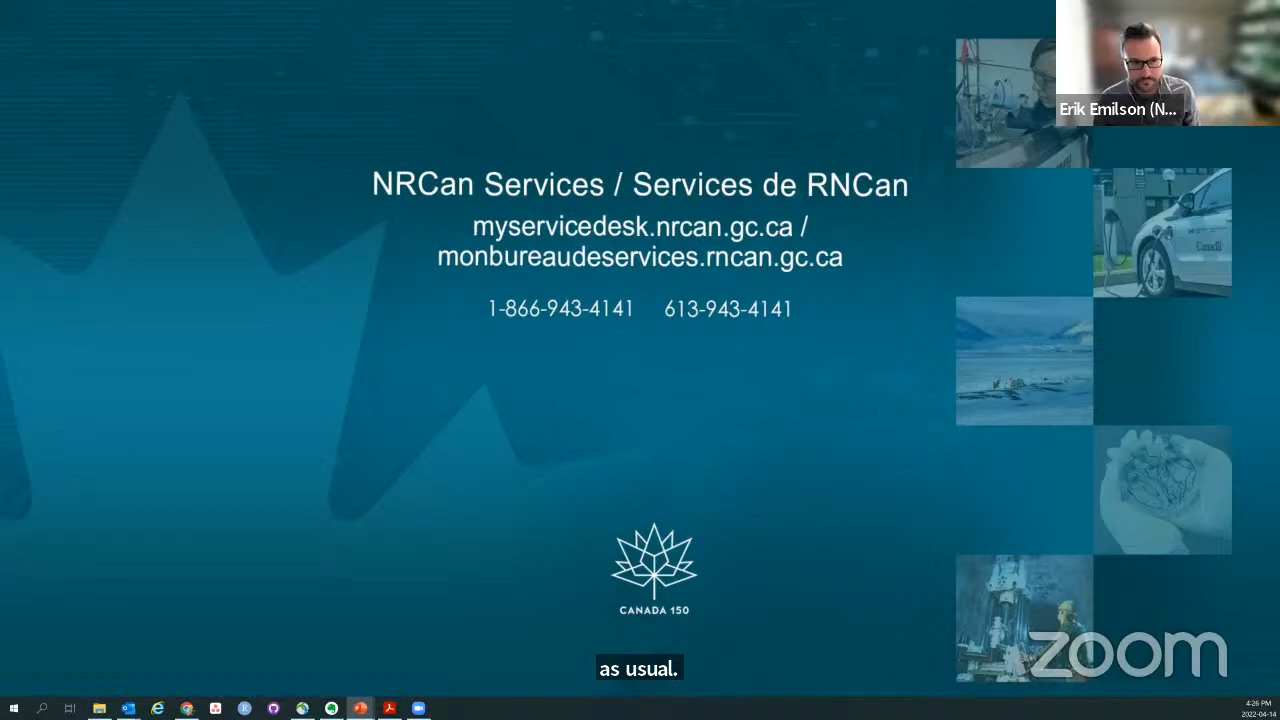 Erik Emilson (N...
NRCan Services / Services de RNCan
myservicedesk.nrcan.gc.ca /
monbureaudeservices.rncan.gc.ca
1-866-943-4141 613-943-4141
Canada
CANADA 150
as usual.
zoom
4:26 PM
2022-04-14